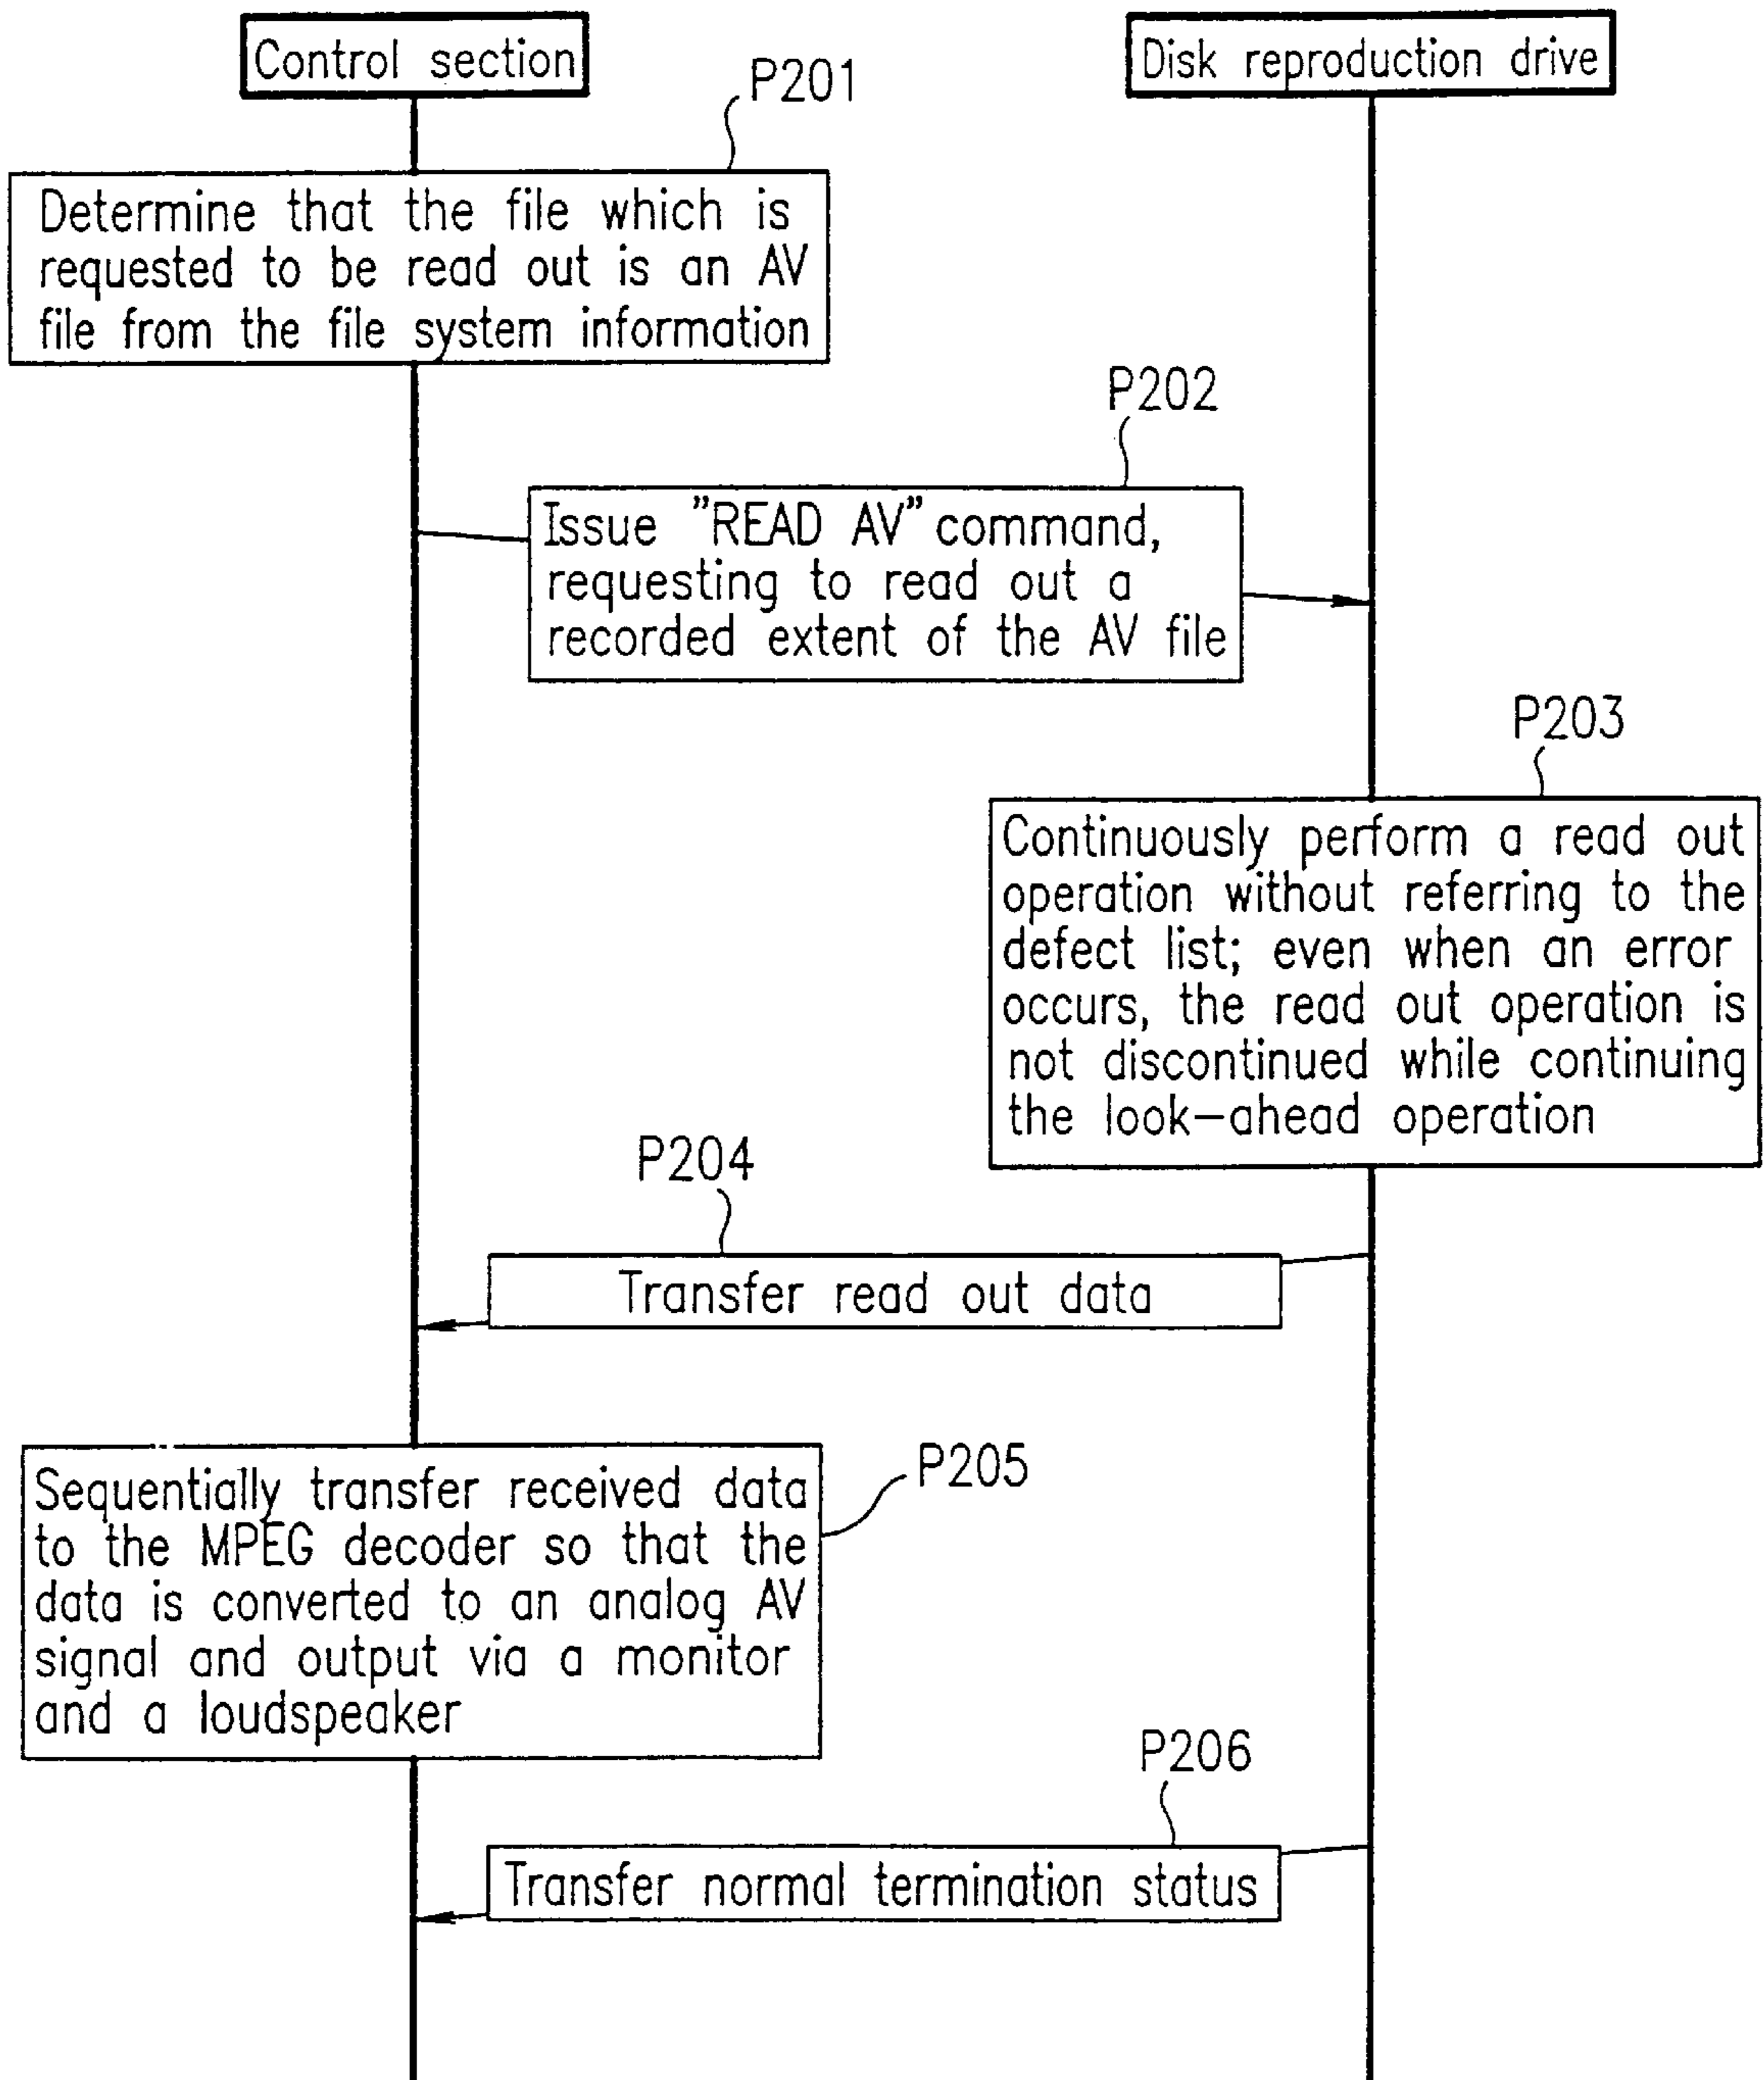 Control section
Disk reproduction drive
P201
Determine that the file which is
requested to be read out is an AV
file from the file system information
P202
Issue "READ AV" command,
requesting to read out a
recorded extent of the AV file
P203
Continuously perform a read out
operation without referring to the
defect list; even when an error
occurs, the read out operation is
not discontinued while continuing
the look-ahead operation
P204
Transfer read out data
P205
Sequentially transfer received data
to the MPEG decoder so that the
data is converted to an analog AV
signal and output via a monitor
and a loudspeaker
P206
Transfer normal termination status